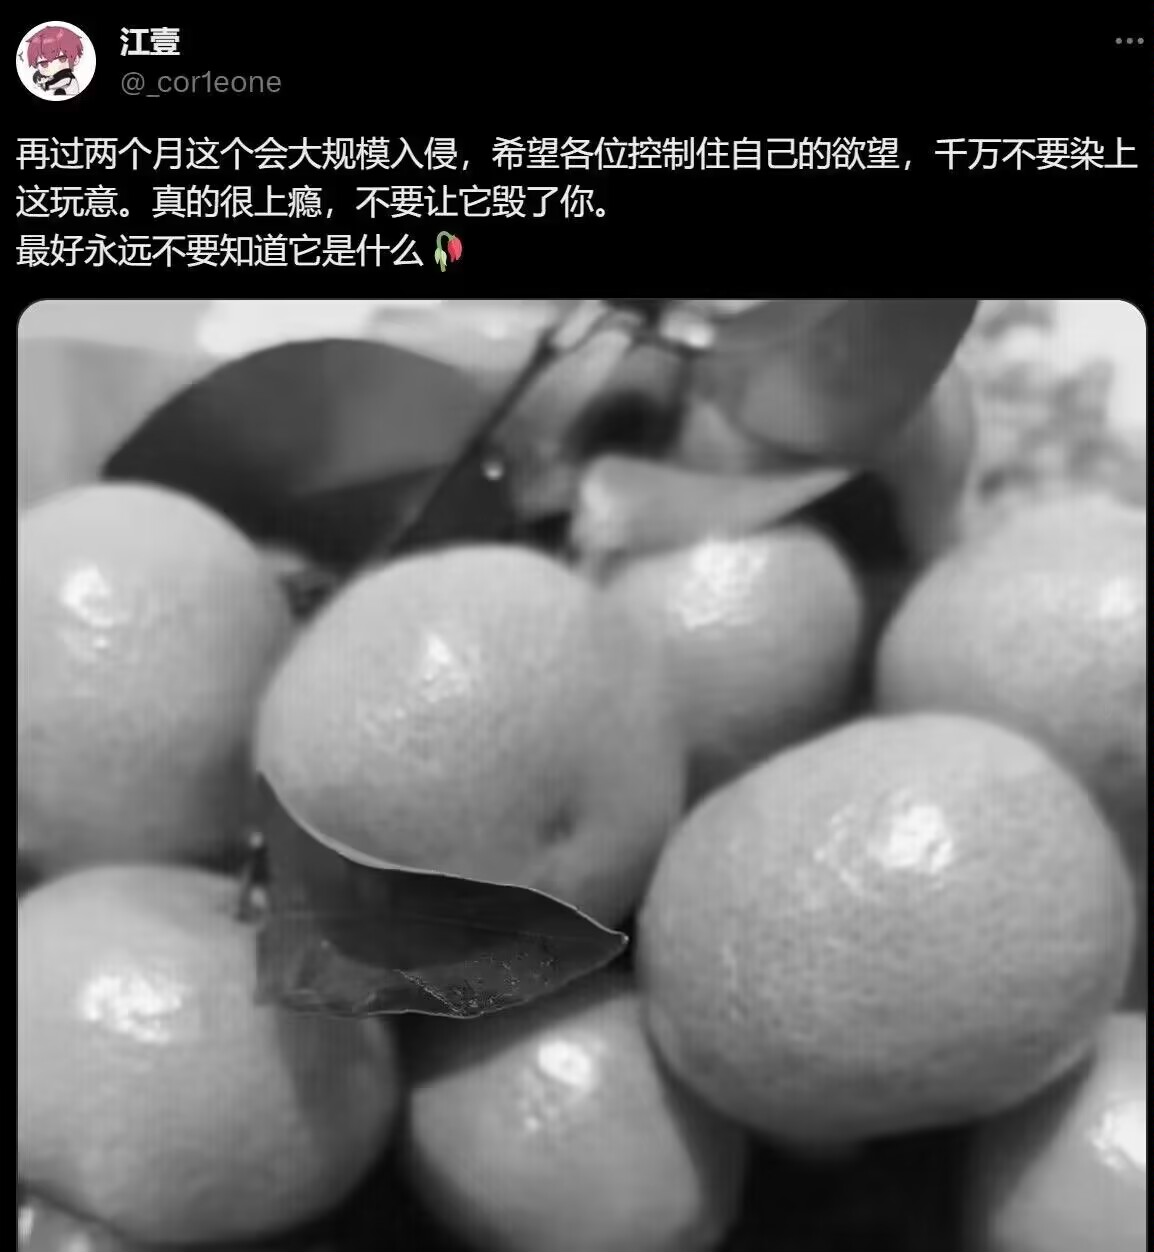 江壹
@_cor1eone
再过两个月这个会大规模入侵，希望各位控制住自己的欲望，千万不要染上
这玩意。真的很上瘾，不要让它毁了你。
最好永远不要知道它是什么🥀